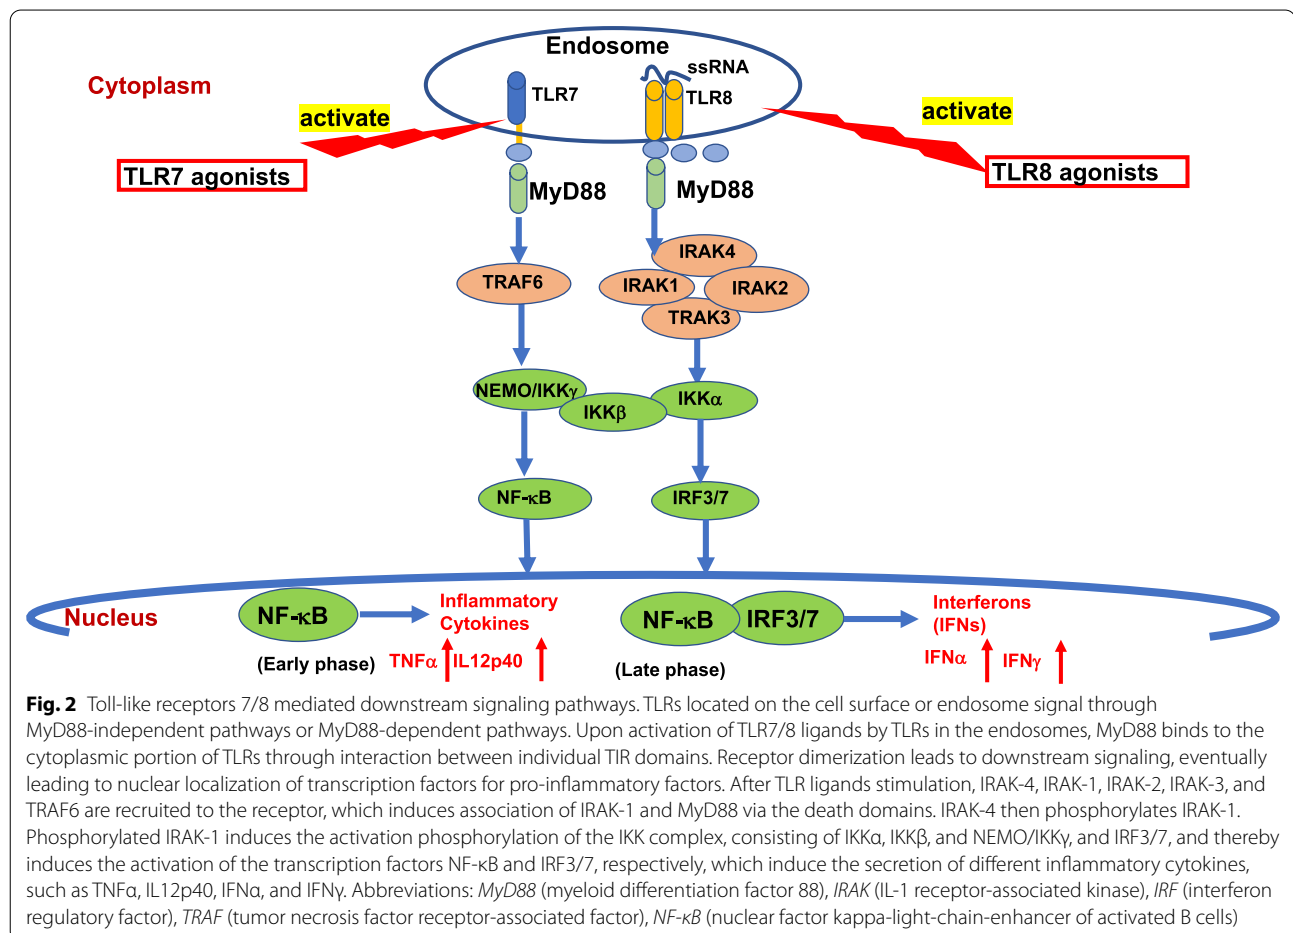 Endosome
Cytoplasm
ssRNA
TLR7
TLR8
activate
activate
TLR7 agonists
TLR8 agonists
MyD88
MyD88
IRAK4
TRAF6
IRAK1
IRAK2
TRAK3
NEMO/IKKγ
IKKβ
IKKα
NF-κB
IRF3/7
Nucleus
NF-κB
Inflammatory
Cytokines
NF-κB
IRF3/7
Interferons
(IFNs)
(Early phase)
TNFα
IL12p40
(Late phase)
IFNα
IFNγ
Fig. 2 Toll-like receptors 7/8 mediated downstream signaling pathways. TLRs located on the cell surface or endosome signal through
MyD88-independent pathways or MyD88-dependent pathways. Upon activation of TLR7/8 ligands by TLRs in the endosomes, MyD88 binds to the
cytoplasmic portion of TLRs through interaction between individual TIR domains. Receptor dimerization leads to downstream signaling, eventually
leading to nuclear localization of transcription factors for pro-inflammatory factors. After TLR ligands stimulation, IRAK-4, IRAK-1, IRAK-2, IRAK-3, and
TRAF6 are recruited to the receptor, which induces association of IRAK-1 and MyD88 via the death domains. IRAK-4 then phosphorylates IRAK-1.
Phosphorylated IRAK-1 induces the activation phosphorylation of the IKK complex, consisting of IKKα, IKKβ, and NEMO/IKKγ, and IRF3/7, and thereby
induces the activation of the transcription factors NF-κB and IRF3/7, respectively, which induce the secretion of different inflammatory cytokines,
such as TNFα, IL12p40, IFNα, and IFNγ. Abbreviations: MyD88 (myeloid differentiation factor 88), IRAK (IL-1 receptor-associated kinase), IRF (interferon
regulatory factor), TRAF (tumor necrosis factor receptor-associated factor), NF-κB (nuclear factor kappa-light-chain-enhancer of activated B cells)